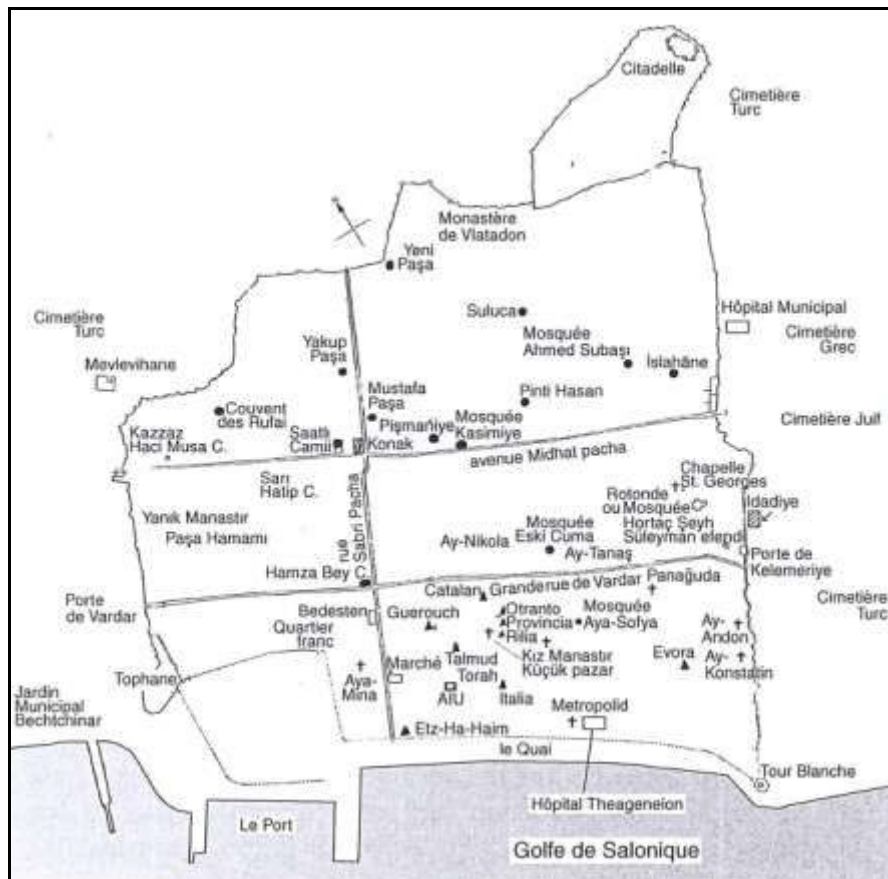 Citadelle
Cimetière
Turc
Monastère
de Vlatadon
Yeni
Paşa
Suluca
Hôpital Municipal
Cimetière
Turc
Mosquée
Ahmed Subaşı
Cimetière
Grec
Yakup
Paşa
İslahâne
Mevlevihane
Pinti Hasan
Couvent
des Rufai
Mustafa
Paşa
Cimetière Juif
Pişmaniye
Mosquée
Kasimiye
Kazzaz
Haci Musa C.
Saatli
Camii
Konak
avenue Midhat pacha
Chapelle
St. Georges
Sarı
Hatip C.
Rotonde
ou Mosquée
Hortaç Şeyh
Süleyman efendi
Idadiye
Yanık Manastır
Paşa Hamamı
rue
Sabri Pacha
Mosquée
Eski Cuma
Ay-Nikola
Ay-Tanaş
Porte de
Kelemeriye
Hamza Bey C.
Catalan
Grande rue de Vardar
Panağuda
Porte
de Vardar
Cimetière
Turc
Bedesten
Guerouch
Otranto
Provincia
Rilia
Mosquée
Aya-Sofya
Ay-
Andon
Quartier
franc
Kız Manastır
Küçük pazar
Evora
Ay-
Konstatin
Tophane
Aya-
Mina
Marché
Talmud
Torah
AIU
Italia
Jardin
Municipal
Bechtchinar
Metropolid
Etz-Ha-Haim
le Quai
Tour Blanche
Hôpital Theageneion
Le Port
Golfe de Salonique